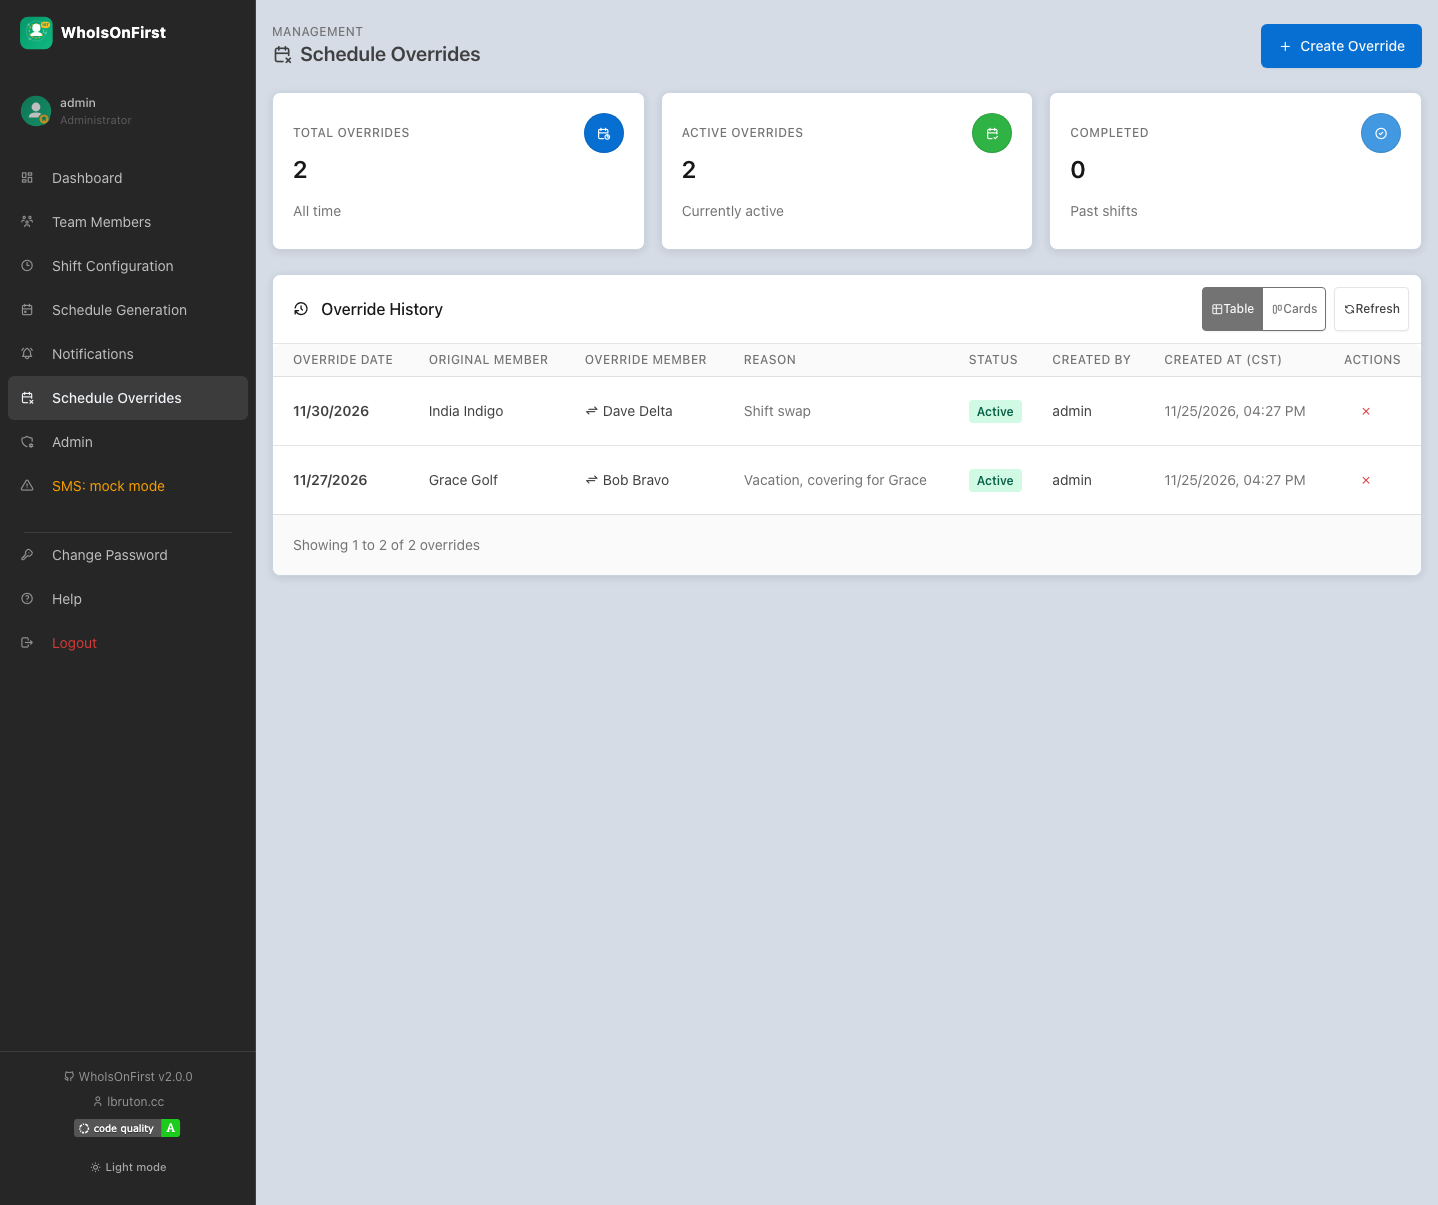 WhoIsOnFirst
admin
Administrator
Dashboard
Team Members
Shift Configuration
Schedule Generation
Notifications
Schedule Overrides
Admin
SMS: mock mode
Change Password
Help
Logout
WhoIsOnFirst v2.0.0
lbruton.cc
code quality A
Light mode
MANAGEMENT
Schedule Overrides
+ Create Override
TOTAL OVERRIDES
2
All time
ACTIVE OVERRIDES
2
Currently active
COMPLETED
0
Past shifts
Override History
Table Cards Refresh
OVERRIDE DATE ORIGINAL MEMBER OVERRIDE MEMBER REASON STATUS CREATED BY CREATED AT (CST) ACTIONS
11/30/2026 India Indigo Dave Delta Shift swap Active admin 11/25/2026, 04:27 PM
11/27/2026 Grace Golf Bob Bravo Vacation, covering for Grace Active admin 11/25/2026, 04:27 PM
Showing 1 to 2 of 2 overrides